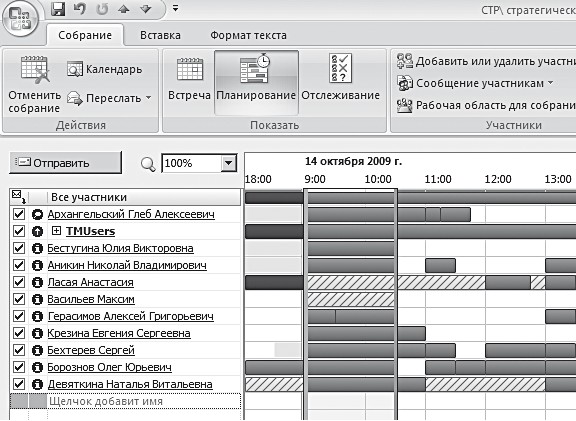 СТР\ стратегическ
Собрание Вставка Формат текста
Отменить собрание
Календарь
Переслать
Действия
Встреча Планирование Отслеживание
Показать
Добавить или удалить участни
Сообщение участникам
Рабочая область для собрани
Участники
Отправить 100%
14 октября 2009 г.
18:00 9:00 10:00 11:00 12:00 13:00
Все участники
Архангельский Глеб Алексеевич
TMUsers
Бестугина Юлия Викторовна
Аникин Николай Владимирович
Ласая Анастасия
Васильев Максим
Герасимов Алексей Григорьевич
Крезина Евгения Сергеевна
Бехтерев Сергей
Борознов Олег Юрьевич
Девяткина Наталья Витальевна
Щелчок добавит имя